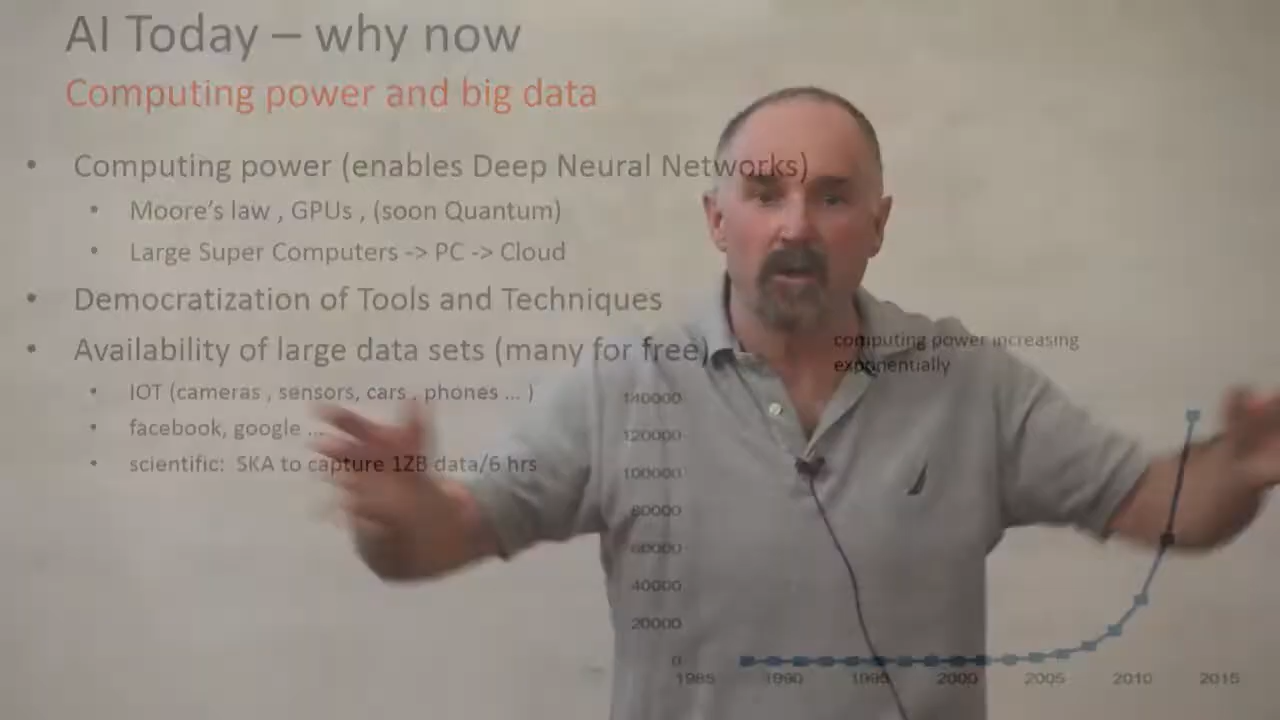 AI Today – why now
Computing power and big data
• Computing power (enables Deep Neural Networks)
• Moore's law , GPUs , (soon Quantum)
• Large Super Computers -> PC -> Cloud
• Democratization of Tools and Techniques
• Availability of large data sets (many for free)
• IOT (cameras , sensors, cars , phones ... )
• facebook, google ...
• scientific: SKA to capture 1ZB data/6 hrs
computing power increasing
exponentially
140000
120000
100000
80000
60000
40000
20000
0
1985 1990 1995 2000 2005 2010 2015